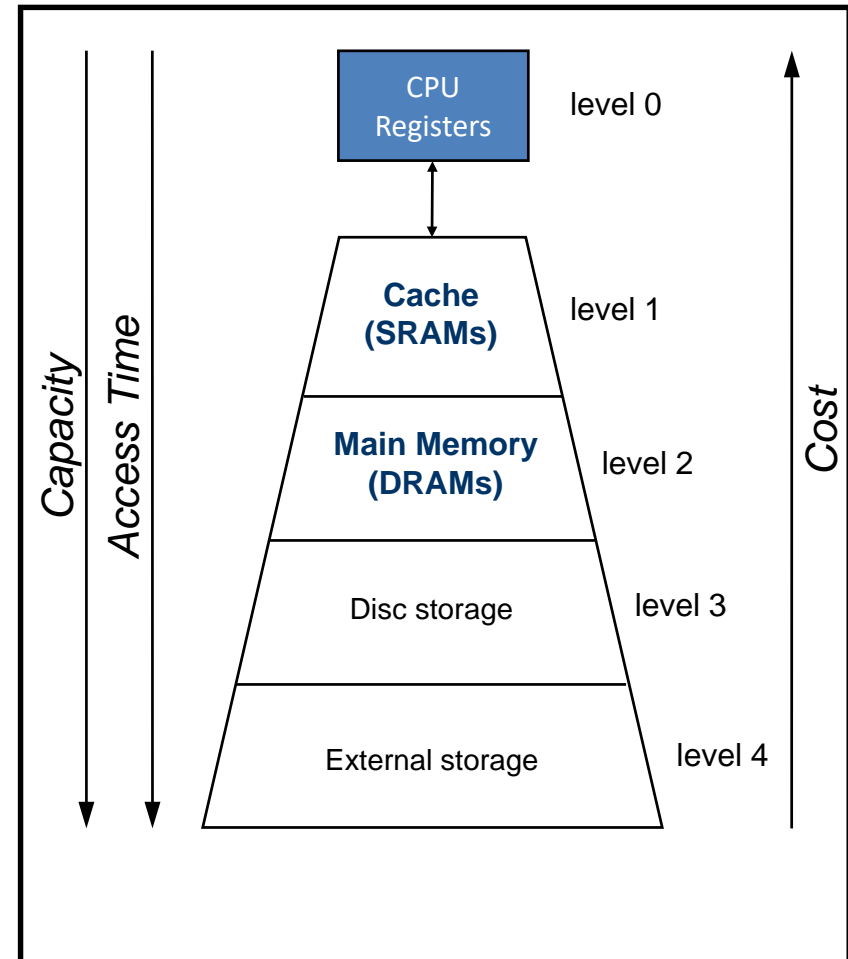 CPU
Registers
level 0
Cache
(SRAMs)
level 1
Main Memory
(DRAMs)
level 2
Disc storage
level 3
External storage
level 4
Capacity
Access Time
Cost